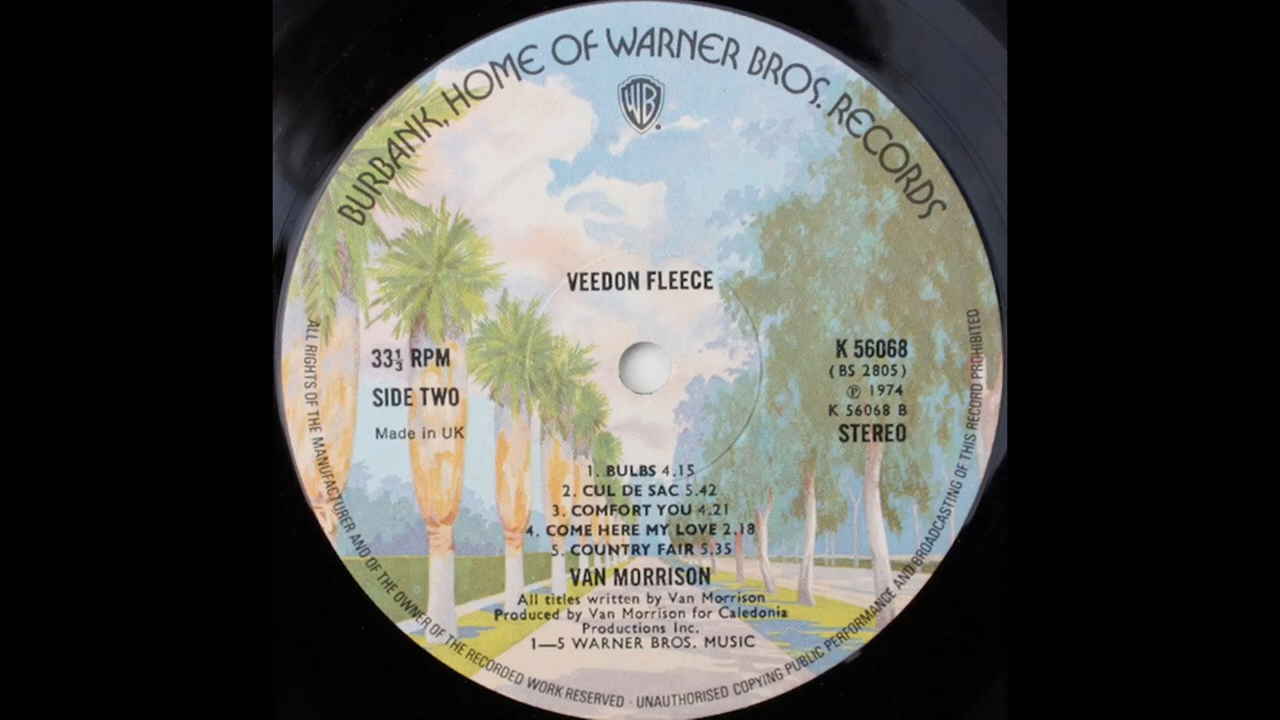 BURBANK, HOME OF WARNER BROS. RECORDS
WB
VEEDON FLEECE
33⅓ RPM
SIDE TWO
Made in UK
K 56068
(BS 2805)
℗ 1974
K 56068 B
STEREO
1. BULBS 4.15
2. CUL DE SAC 5.42
3. COMFORT YOU 4.21
4. COME HERE MY LOVE 2.18
5. COUNTRY FAIR 5.35
VAN MORRISON
All titles written by Van Morrison
Produced by Van Morrison for Caledonia
Productions Inc.
1—5 WARNER BROS. MUSIC
ALL RIGHTS OF THE MANUFACTURER AND OF THE OWNER OF THE RECORDED WORK RESERVED · UNAUTHORISED COPYING PUBLIC PERFORMANCE AND BROADCASTING OF THIS RECORD PROHIBITED